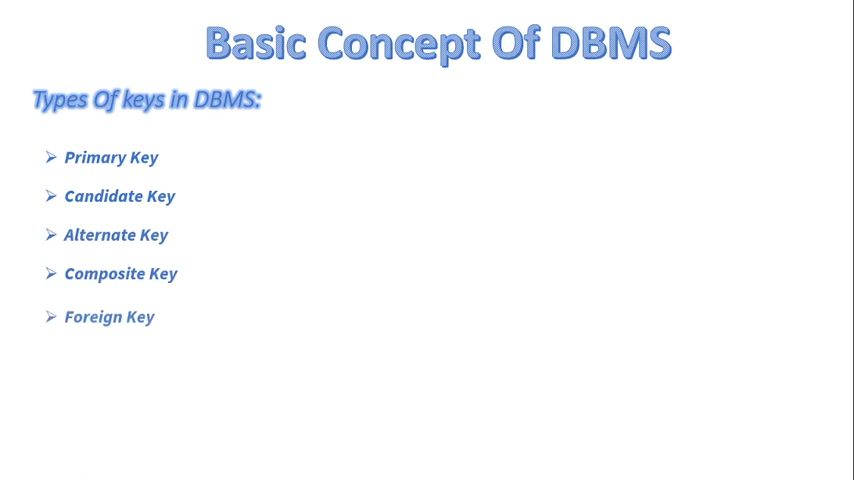 Basic Concept Of DBMS
Types Of keys in DBMS:
➢ Primary Key
➢ Candidate Key
➢ Alternate Key
➢ Composite Key
➢ Foreign Key